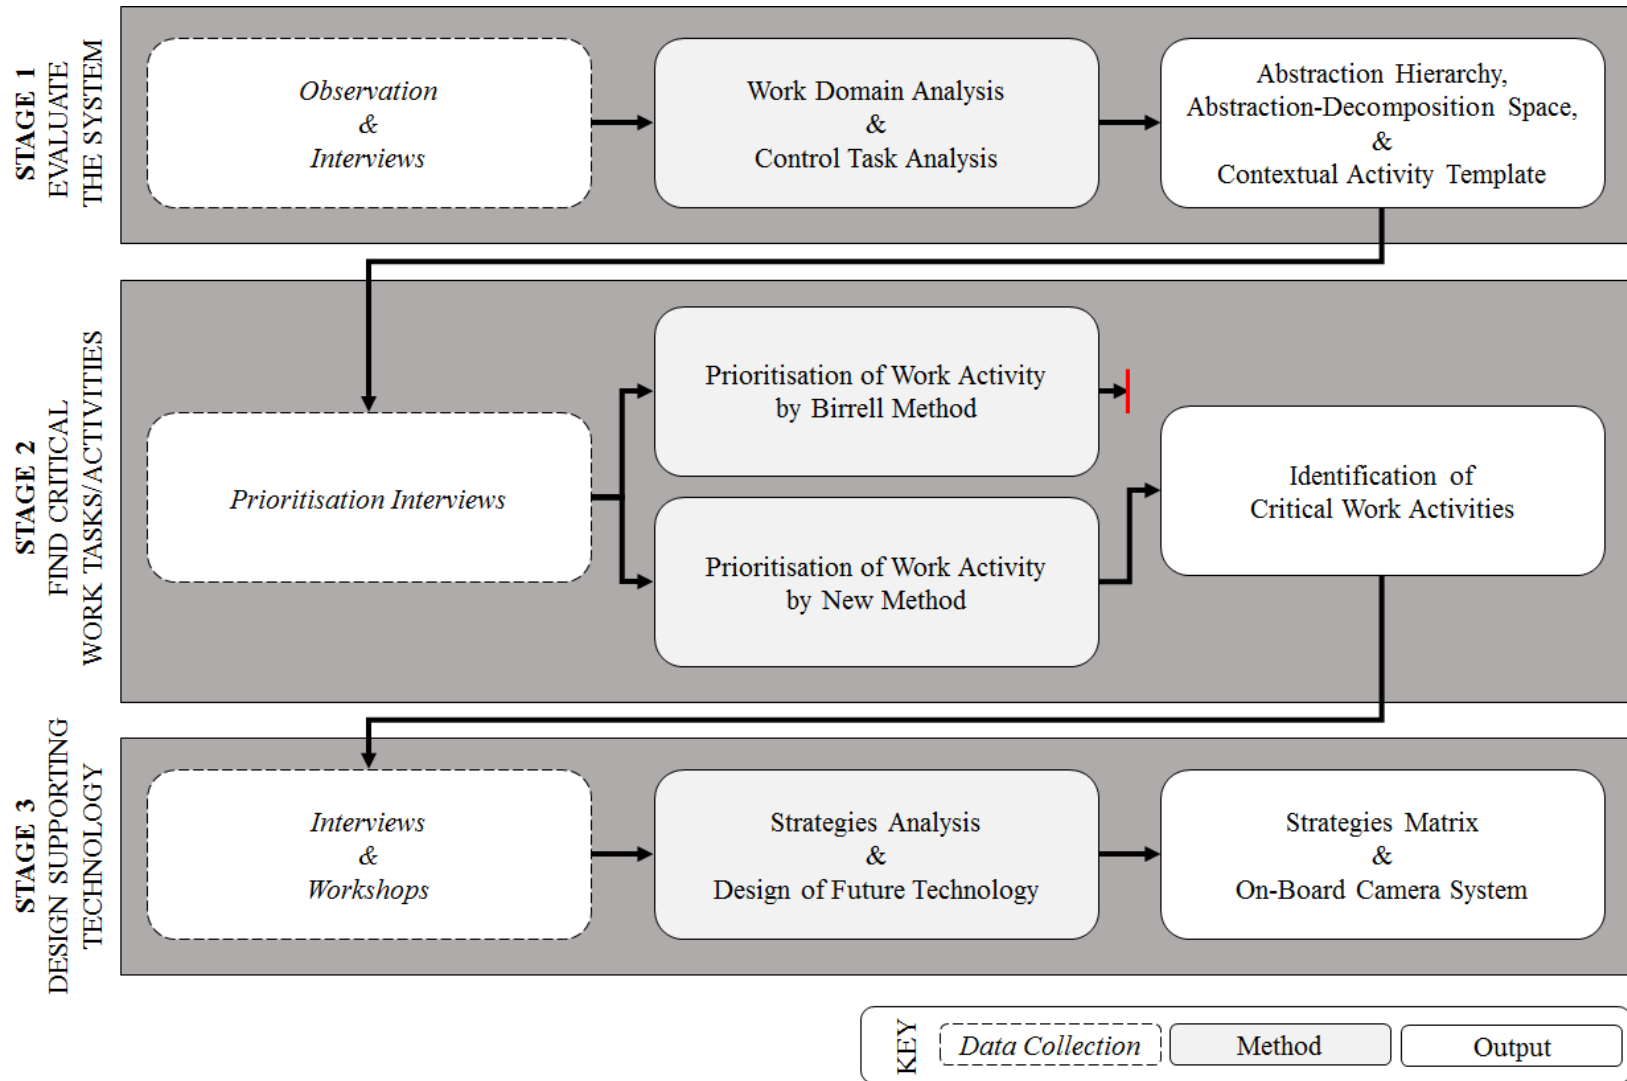 STAGE 1
EVALUATE
THE SYSTEM
Observation
&
Interviews
Work Domain Analysis
&
Control Task Analysis
Abstraction Hierarchy,
Abstraction-Decomposition Space,
&
Contextual Activity Template
STAGE 2
FIND CRITICAL
WORK TASKS/ACTIVITIES
Prioritisation Interviews
Prioritisation of Work Activity
by Birrell Method
Prioritisation of Work Activity
by New Method
Identification of
Critical Work Activities
STAGE 3
DESIGN SUPPORTING
TECHNOLOGY
Interviews
&
Workshops
Strategies Analysis
&
Design of Future Technology
Strategies Matrix
&
On-Board Camera System
KEY
Data Collection
Method
Output